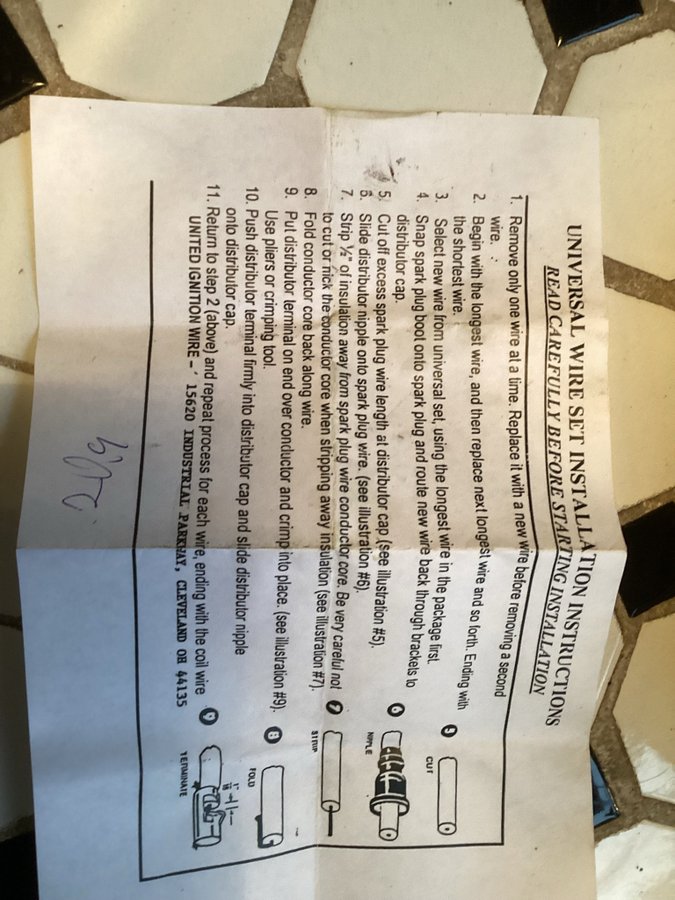 UNIVERSAL WIRE SET INSTALLATION INSTRUCTIONS
READ CAREFULLY BEFORE STARTING INSTALLATION
1. Remove only one wire at a time. Replace it with a new wire before removing a second
wire.
2. Begin with the longest wire, and then replace next longest wire and so forth. Ending with
the shortest wire.
3. Select new wire from universal set, using the longest wire in the package first.
4. Snap spark plug boot onto spark plug and route new wire back through brackets to
distributor cap.
5. Cut off excess spark plug wire length at distributor cap (see illustration #5).
6. Slide distributor nipple onto spark plug wire. (see illustration #6).
7. Strip ½" of insulation away from spark plug wire conductor core. Be very careful not
to cut or nick the conductor core when stripping away insulation (see illustration #7).
8. Fold conductor core back along wire.
9. Put distributor terminal on end over conductor and crimp into place. (see illustration #9).
Use pliers or crimping tool.
10. Push distributor terminal firmly into distributor cap and slide distributor nipple
onto distributor cap.
11. Return to step 2 (above) and repeat process for each wire, ending with the coil wire
UNITED IGNITION WIRE – 15620 INDUSTRIAL PARKWAY, CLEVELAND OH 44135
5
CUT
6
NIPPLE
7
STRIP
8
FOLD
9
TERMINATE